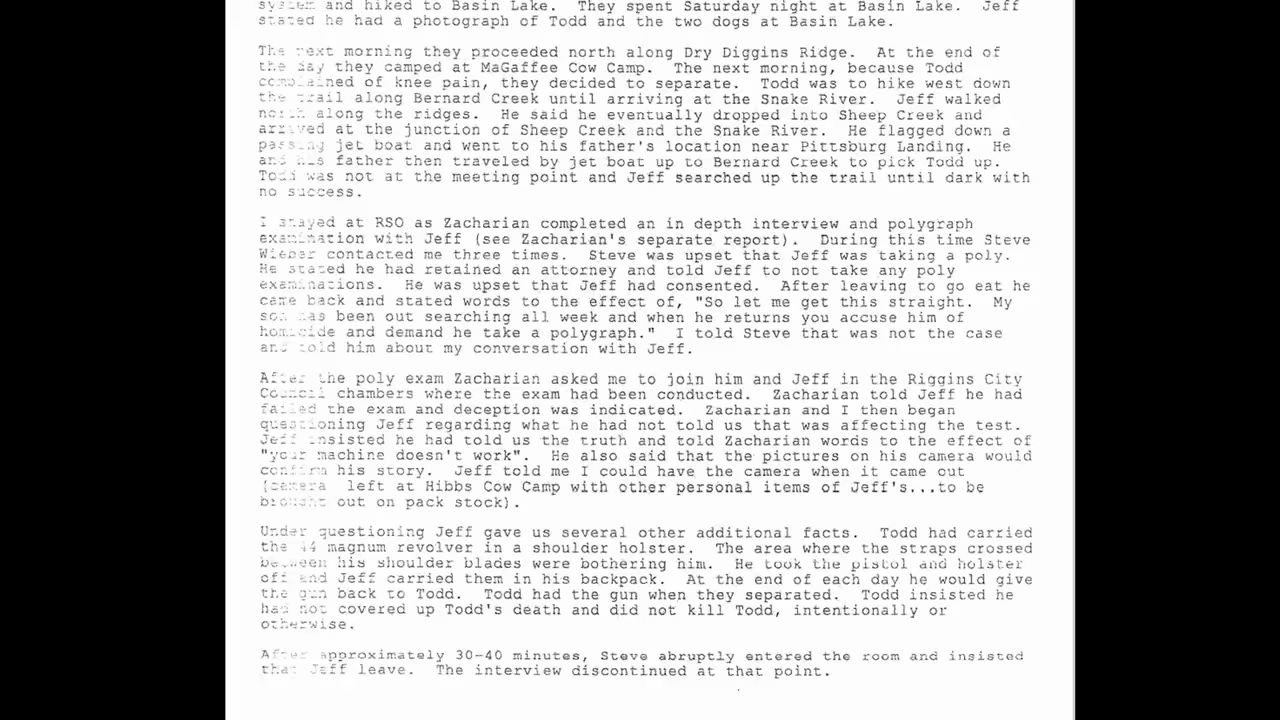 system and hiked to Basin Lake. They spent Saturday night at Basin Lake. Jeff
stated he had a photograph of Todd and the two dogs at Basin Lake.
The next morning they proceeded north along Dry Diggins Ridge. At the end of
the day they camped at MaGaffee Cow Camp. The next morning, because Todd
complained of knee pain, they decided to separate. Todd was to hike west down
the trail along Bernard Creek until arriving at the Snake River. Jeff walked
north along the ridges. He said he eventually dropped into Sheep Creek and
arrived at the junction of Sheep Creek and the Snake River. He flagged down a
passing jet boat and went to his father's location near Pittsburg Landing. He
and his father then traveled by jet boat up to Bernard Creek to pick Todd up.
Todd was not at the meeting point and Jeff searched up the trail until dark with
no success.
I stayed at RSO as Zacharian completed an in depth interview and polygraph
examination with Jeff (see Zacharian's separate report). During this time Steve
Wieber contacted me three times. Steve was upset that Jeff was taking a poly.
He stated he had retained an attorney and told Jeff to not take any poly
examinations. He was upset that Jeff had consented. After leaving to go eat he
came back and stated words to the effect of, "So let me get this straight. My
son has been out searching all week and when he returns you accuse him of
homicide and demand he take a polygraph." I told Steve that was not the case
and told him about my conversation with Jeff.
After the poly exam Zacharian asked me to join him and Jeff in the Riggins City
Council chambers where the exam had been conducted. Zacharian told Jeff he had
failed the exam and deception was indicated. Zacharian and I then began
questioning Jeff regarding what he had not told us that was affecting the test.
Jeff insisted he had told us the truth and told Zacharian words to the effect of
"your machine doesn't work". He also said that the pictures on his camera would
confirm his story. Jeff told me I could have the camera when it came out
(camera left at Hibbs Cow Camp with other personal items of Jeff's...to be
brought out on pack stock).
Under questioning Jeff gave us several other additional facts. Todd had carried
the 44 magnum revolver in a shoulder holster. The area where the straps crossed
between his shoulder blades were bothering him. He took the pistol and holster
off and Jeff carried them in his backpack. At the end of each day he would give
the gun back to Todd. Todd had the gun when they separated. Todd insisted he
had not covered up Todd's death and did not kill Todd, intentionally or
otherwise.
After approximately 30-40 minutes, Steve abruptly entered the room and insisted
that Jeff leave. The interview discontinued at that point.